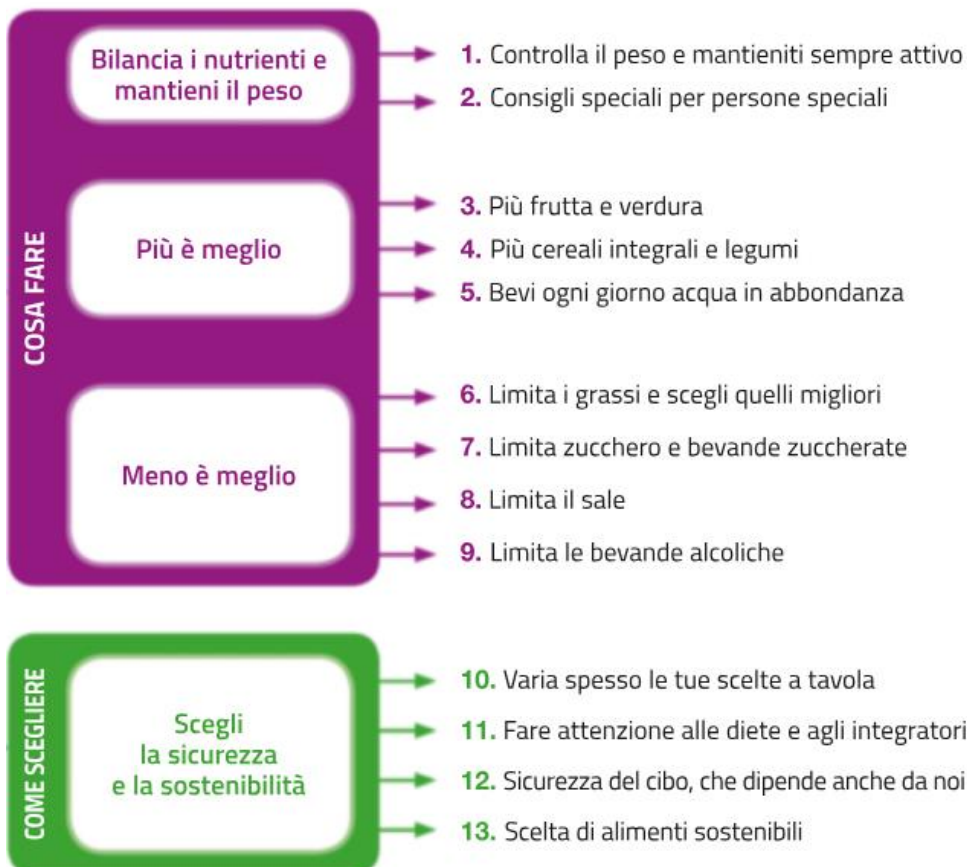 COSA FARE
Bilancia i nutrienti e
mantieni il peso
1. Controlla il peso e mantieniti sempre attivo
2. Consigli speciali per persone speciali
Più è meglio
3. Più frutta e verdura
4. Più cereali integrali e legumi
5. Bevi ogni giorno acqua in abbondanza
Meno è meglio
6. Limita i grassi e scegli quelli migliori
7. Limita zucchero e bevande zuccherate
8. Limita il sale
9. Limita le bevande alcoliche
COME SCEGLIERE
Scegli
la sicurezza
e la sostenibilità
10. Varia spesso le tue scelte a tavola
11. Fare attenzione alle diete e agli integratori
12. Sicurezza del cibo, che dipende anche da noi
13. Scelta di alimenti sostenibili